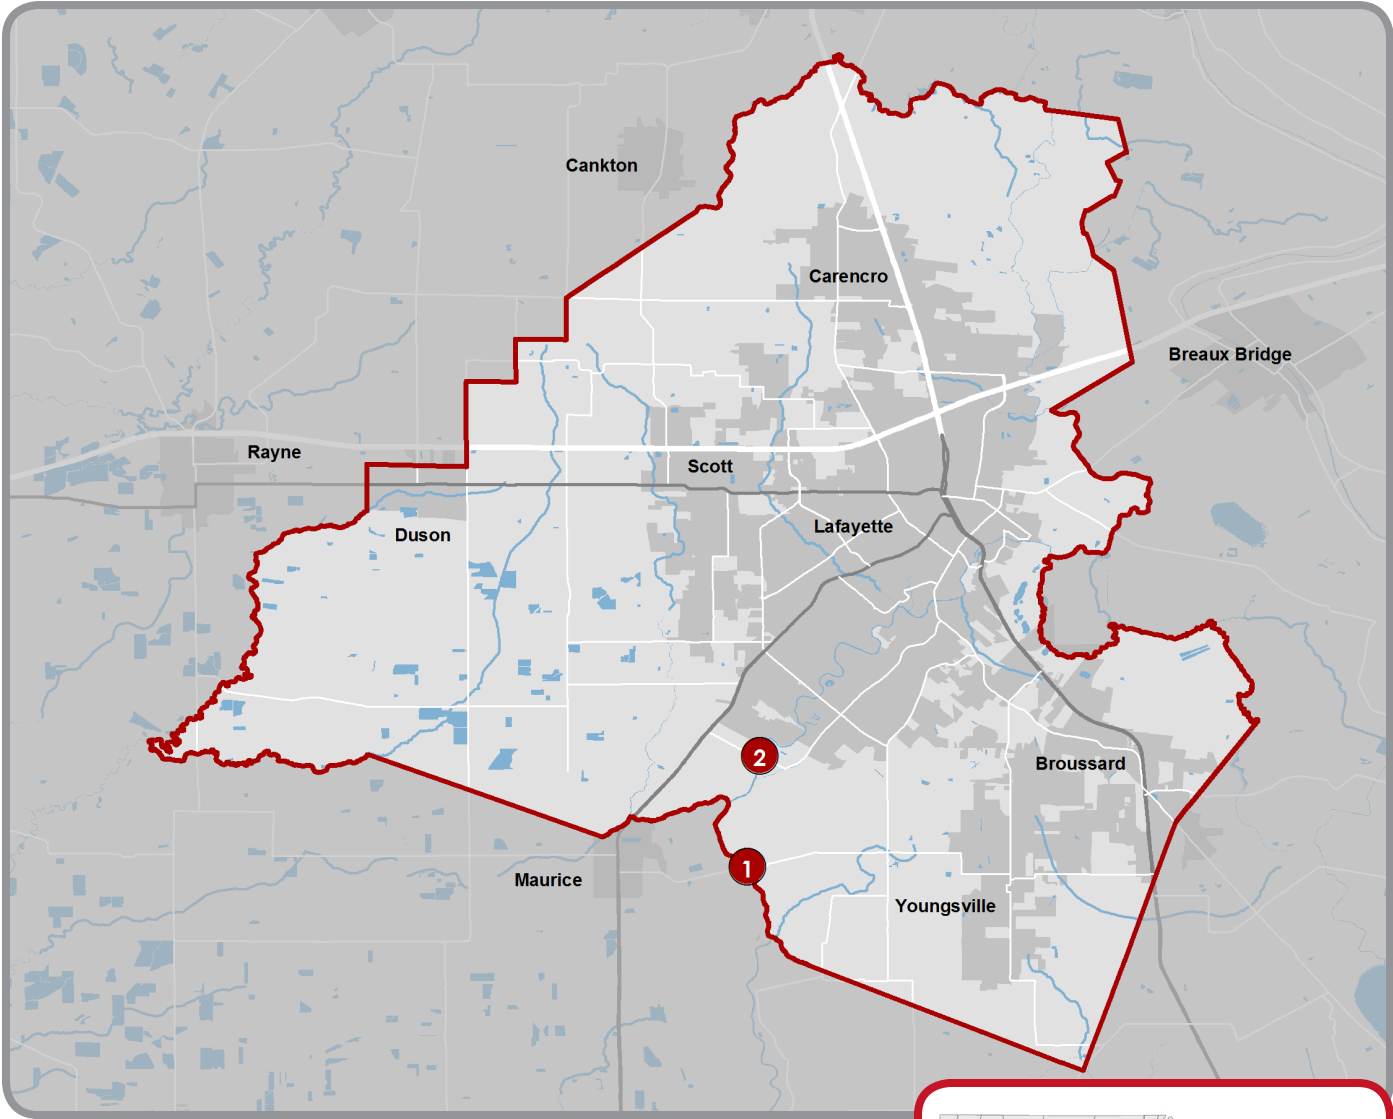 Cankton
Carencro
Breaux Bridge
Rayne
Scott
Lafayette
Duson
2
Broussard
1
Maurice
Youngsville